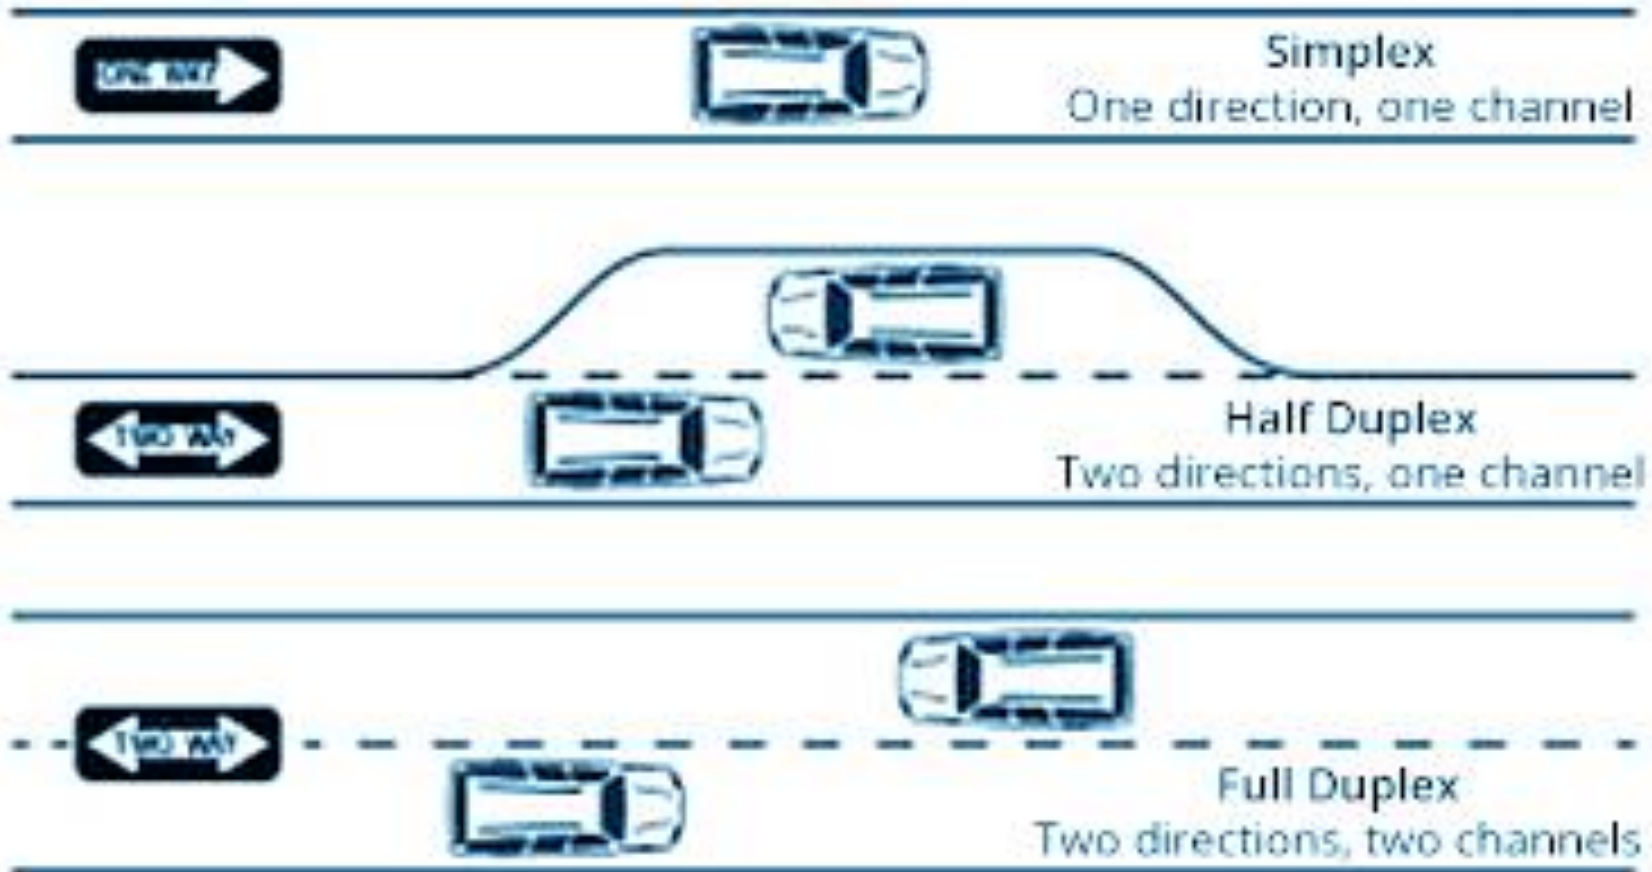 ONE WAY
Simplex
One direction, one channel
TWO WAY
Half Duplex
Two directions, one channel
TWO WAY
Full Duplex
Two directions, two channels